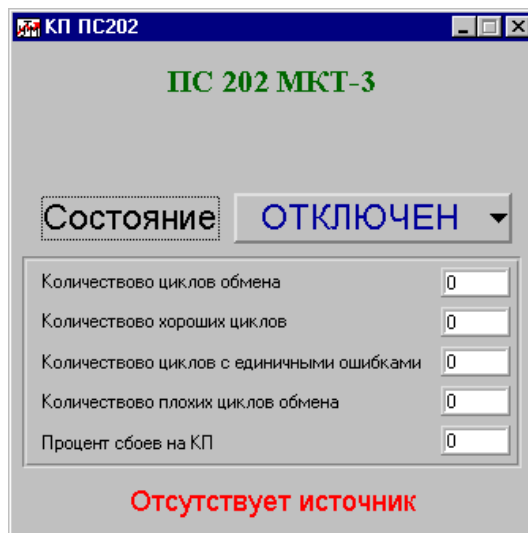 КП ПС202
ПС 202 МКТ-3
Состояние ОТКЛЮЧЕН
Количествово циклов обмена 0
Количествово хороших циклов 0
Количествово циклов с единичными ошибками 0
Количествово плохих циклов обмена 0
Процент сбоев на КП 0
Отсутствует источник